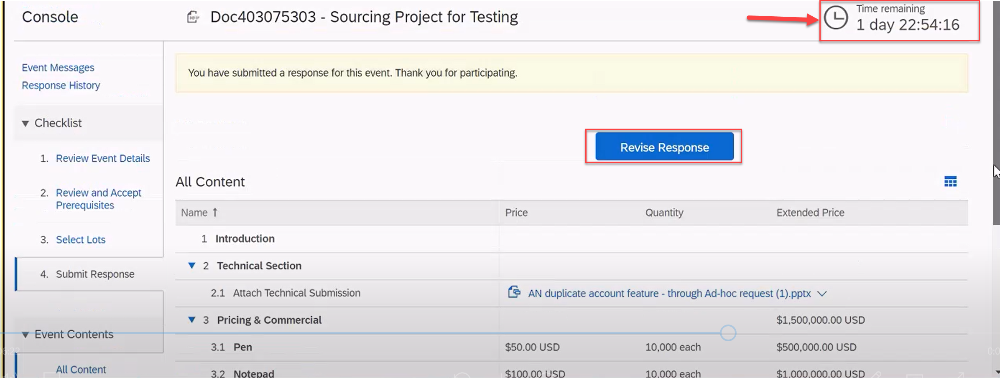 Console
RFP
Doc403075303 - Sourcing Project for Testing
Time remaining
1 day 22:54:16
Event Messages
Response History
You have submitted a response for this event. Thank you for participating.
▼ Checklist
1. Review Event Details
2. Review and Accept
Prerequisites
3. Select Lots
4. Submit Response
▼ Event Contents
All Content
Revise Response
All Content
Name ↑ Price Quantity Extended Price
1 Introduction
▼ 2 Technical Section
2.1 Attach Technical Submission AN duplicate account feature - through Ad-hoc request (1).pptx
▼ 3 Pricing & Commercial $1,500,000.00 USD
3.1 Pen $50.00 USD 10,000 each $500,000.00 USD
3.2 Notepad $100.00 USD 10,000 each $1,000,000.00 USD